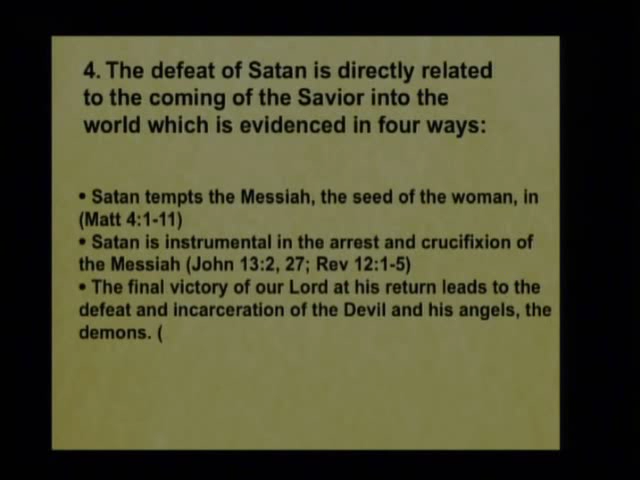 4. The defeat of Satan is directly related
to the coming of the Savior into the
world which is evidenced in four ways:
• Satan tempts the Messiah, the seed of the woman, in
(Matt 4:1-11)
• Satan is instrumental in the arrest and crucifixion of
the Messiah (John 13:2, 27; Rev 12:1-5)
• The final victory of our Lord at his return leads to the
defeat and incarceration of the Devil and his angels, the
demons. (